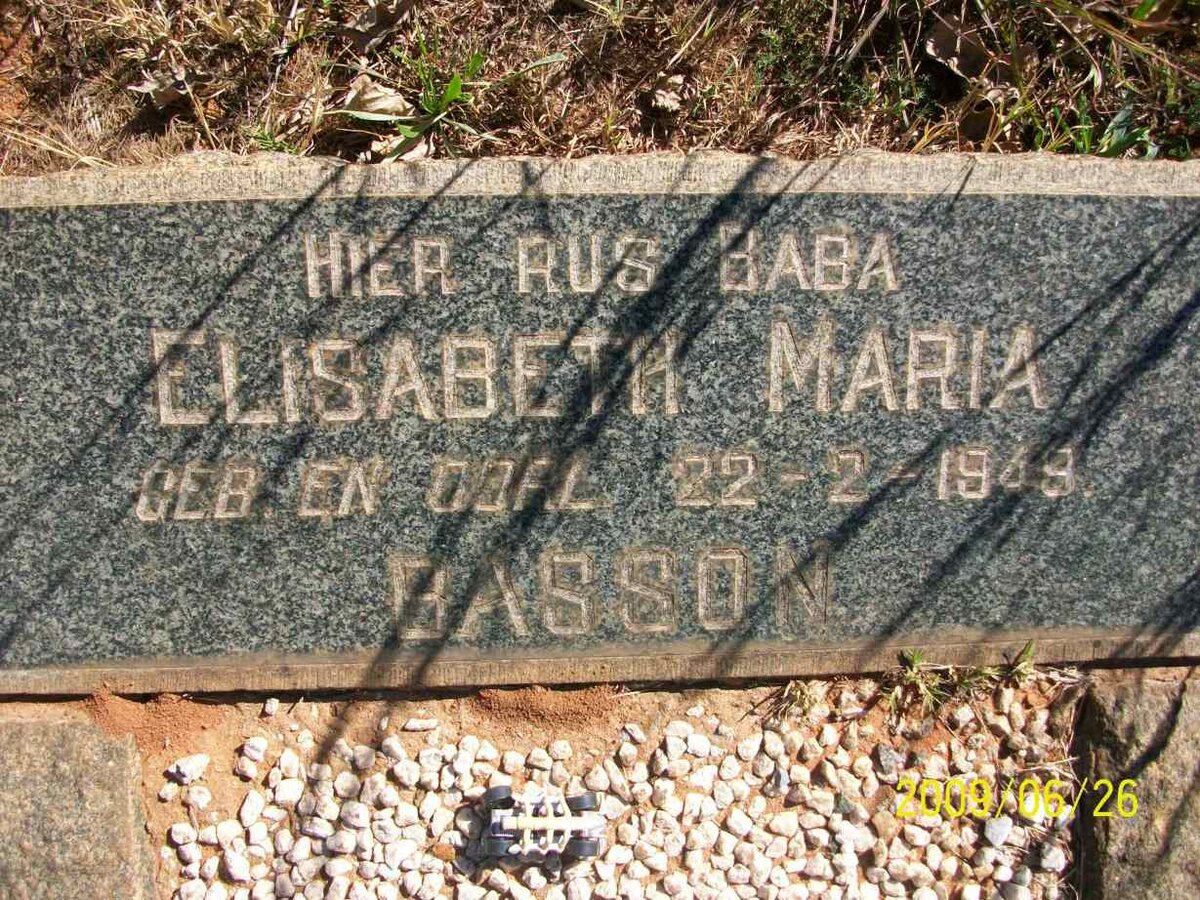 HIER RUS BABA
ELISABETH MARIA
GEB. EN OORL. 22-2-1949.
BASSON
2009/06/26